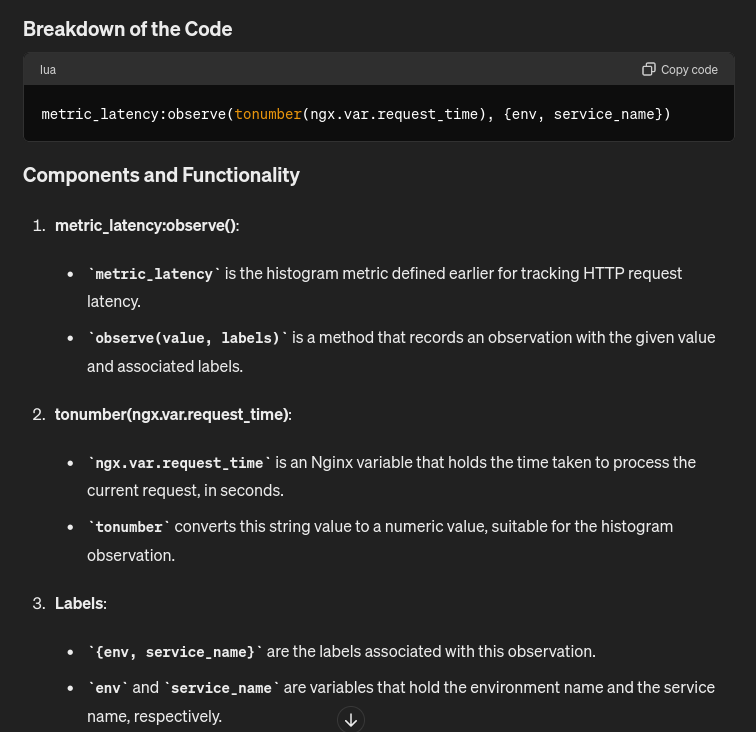 Breakdown of the Code
lua
Copy code
metric_latency:observe(tonumber(ngx.var.request_time), {env, service_name})
Components and Functionality
1. metric_latency:observe():
• `metric_latency` is the histogram metric defined earlier for tracking HTTP request
latency.
• `observe(value, labels)` is a method that records an observation with the given value
and associated labels.
2. tonumber(ngx.var.request_time):
• `ngx.var.request_time` is an Nginx variable that holds the time taken to process the
current request, in seconds.
• `tonumber` converts this string value to a numeric value, suitable for the histogram
observation.
3. Labels:
• `{env, service_name}` are the labels associated with this observation.
• `env` and `service_name` are variables that hold the environment name and the service
name, respectively.